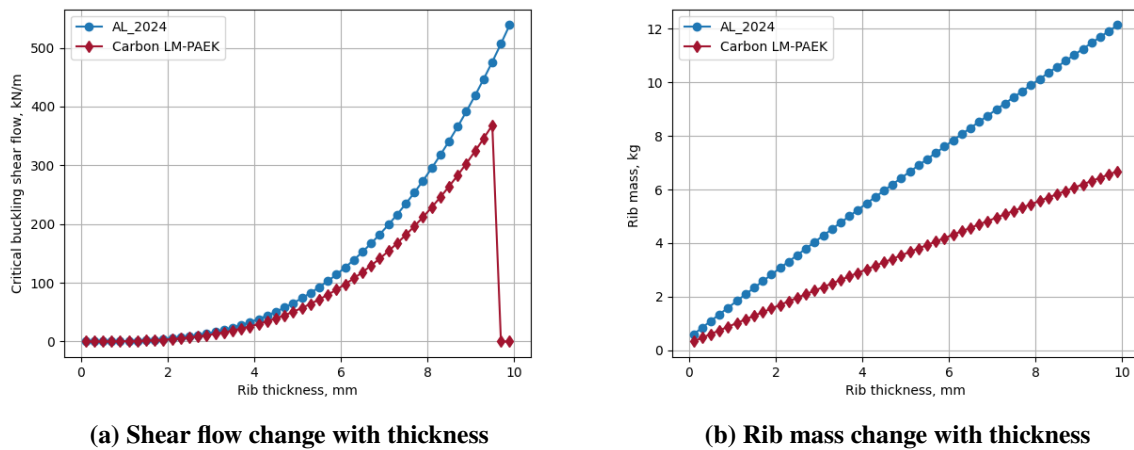 AL_2024
Carbon LM-PAEK
Critical buckling shear flow, kN/m
500
400
300
200
100
0
0 2 4 6 8 10
Rib thickness, mm
(a) Shear flow change with thickness
AL_2024
Carbon LM-PAEK
Rib mass, kg
12
10
8
6
4
2
0
0 2 4 6 8 10
Rib thickness, mm
(b) Rib mass change with thickness